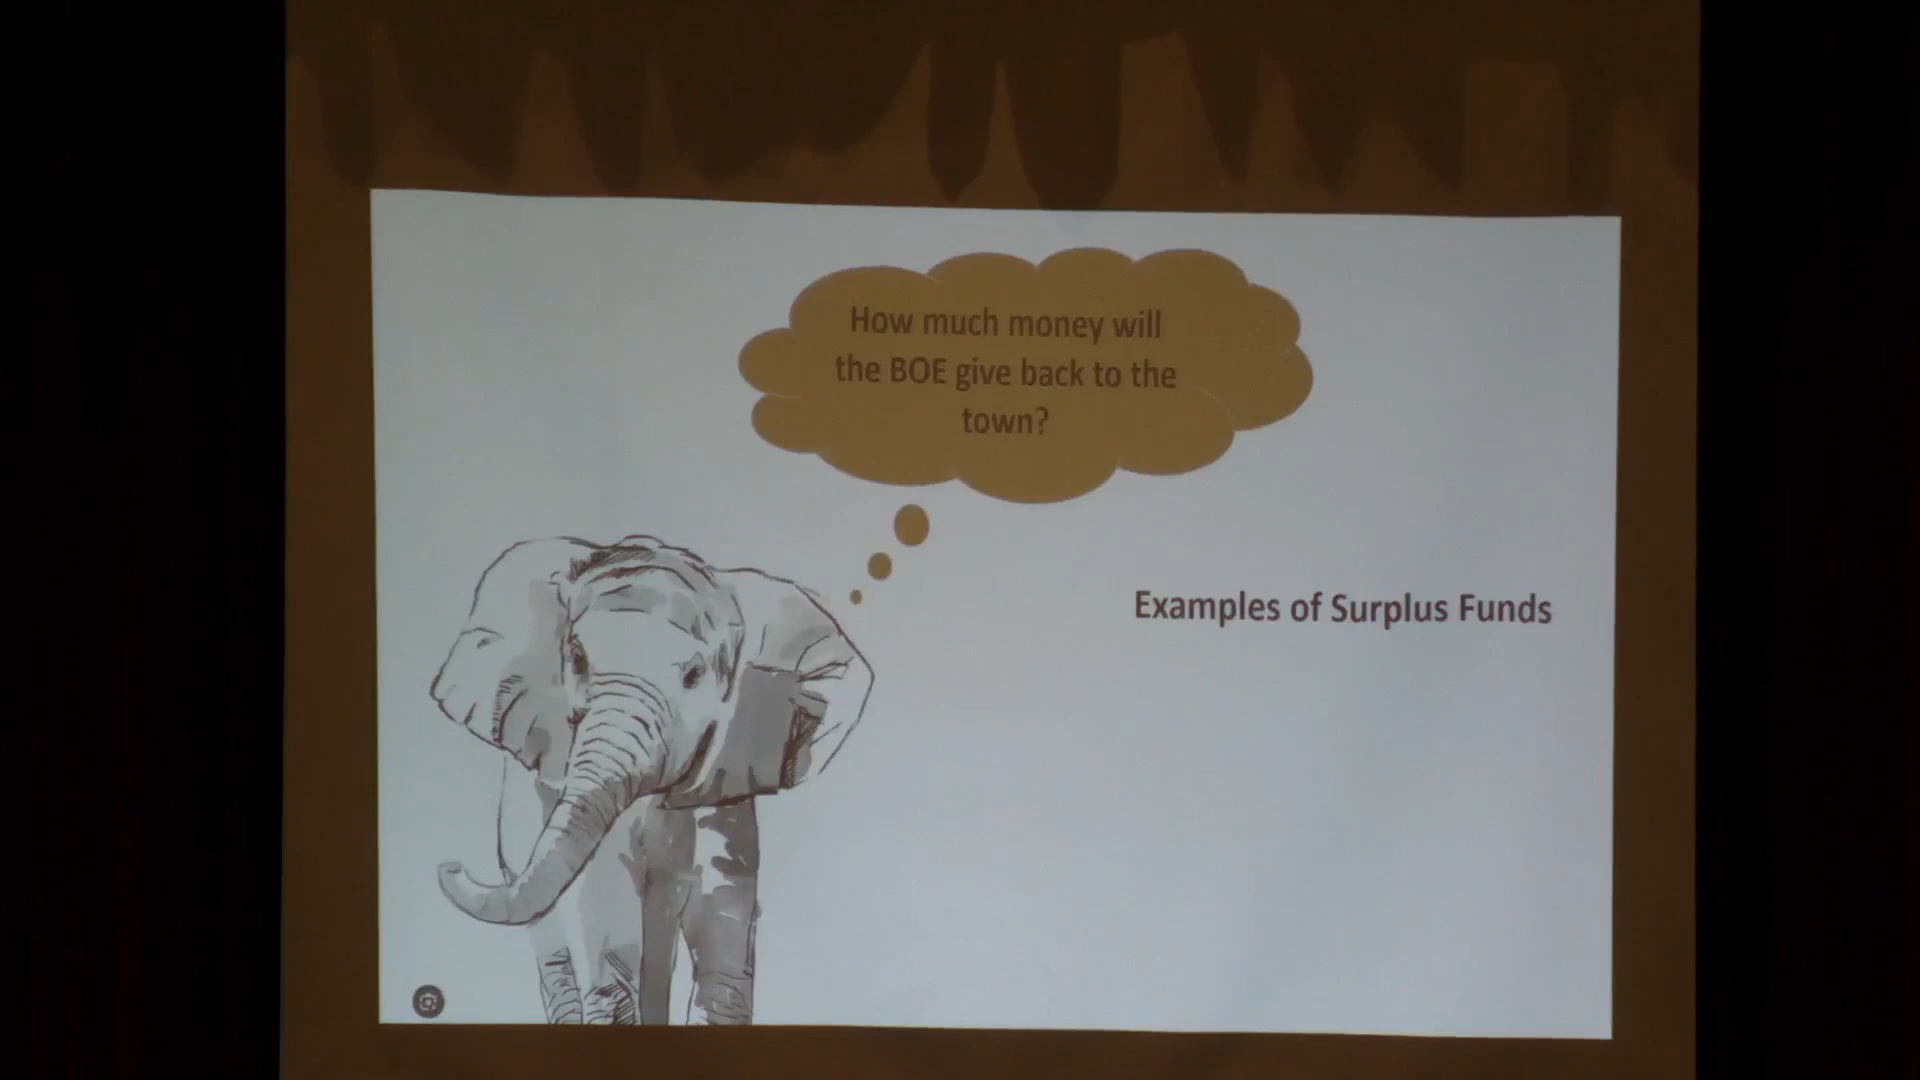 How much money will
the BOE give back to the
town?
Examples of Surplus Funds